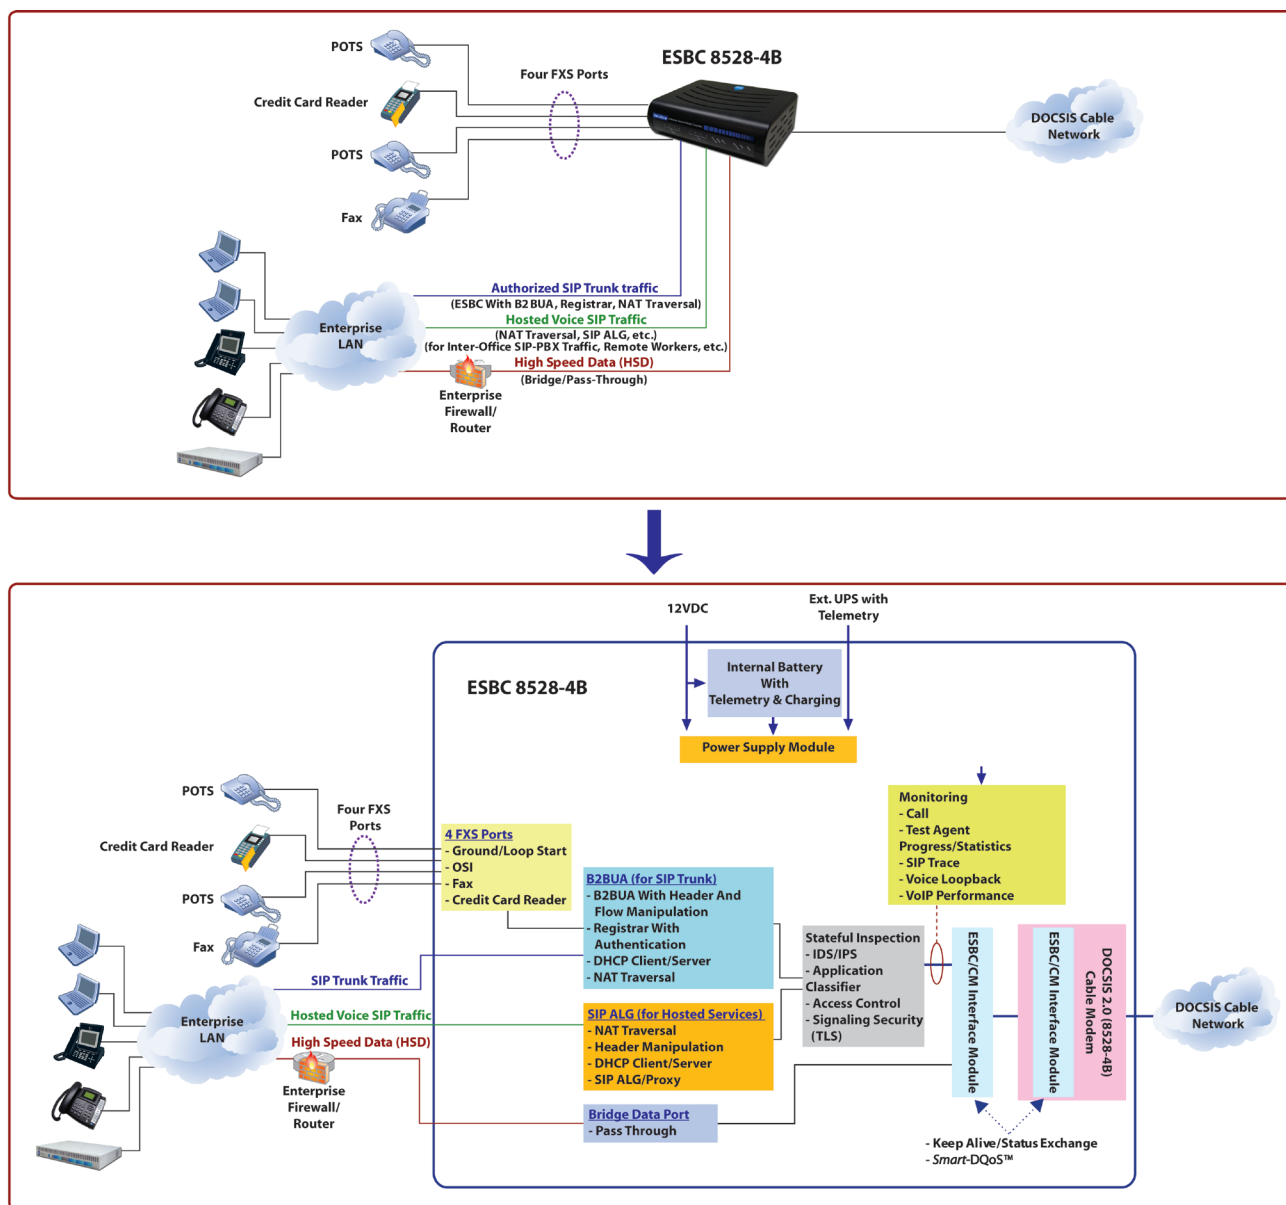 POTS
ESBC 8528-4B
Four FXS Ports
Credit Card Reader
DOCSIS Cable
Network
POTS
Fax
Authorized SIP Trunk traffic
(ESBC With B2BUA, Registrar, NAT Traversal)
Hosted Voice SIP Traffic
(NAT Traversal, SIP ALG, etc.)
(for Inter-Office SIP-PBX Traffic, Remote Workers, etc.)
High Speed Data (HSD)
(Bridge/Pass-Through)
Enterprise
LAN
Enterprise
Firewall/
Router
12VDC
Ext. UPS with
Telemetry
ESBC 8528-4B
Internal Battery
With
Telemetry & Charging
Power Supply Module
POTS
Four FXS
Ports
Credit Card Reader
POTS
Fax
4 FXS Ports
- Ground/Loop Start
- OSI
- Fax
- Credit Card Reader
Monitoring
- Call
- Test Agent
Progress/Statistics
- SIP Trace
- Voice Loopback
- VoIP Performance
B2BUA (for SIP Trunk)
- B2BUA With Header And
Flow Manipulation
- Registrar With
Authentication
- DHCP Client/Server
- NAT Traversal
Stateful Inspection
- IDS/IPS
- Application
Classifier
- Access Control
- Signaling Security
(TLS)
ESBC/CM Interface Module
ESBC/CM Interface Module
DOCSIS 2.0 (8528-4B)
Cable Modem
DOCSIS Cable
Network
SIP Trunk Traffic
Hosted Voice SIP Traffic
High Speed Data (HSD)
Enterprise
LAN
Enterprise
Firewall/
Router
SIP ALG (for Hosted Services)
- NAT Traversal
- Header Manipulation
- DHCP Client/Server
- SIP ALG/Proxy
Bridge Data Port
- Pass Through
- Keep Alive/Status Exchange
- Smart-DQoS™